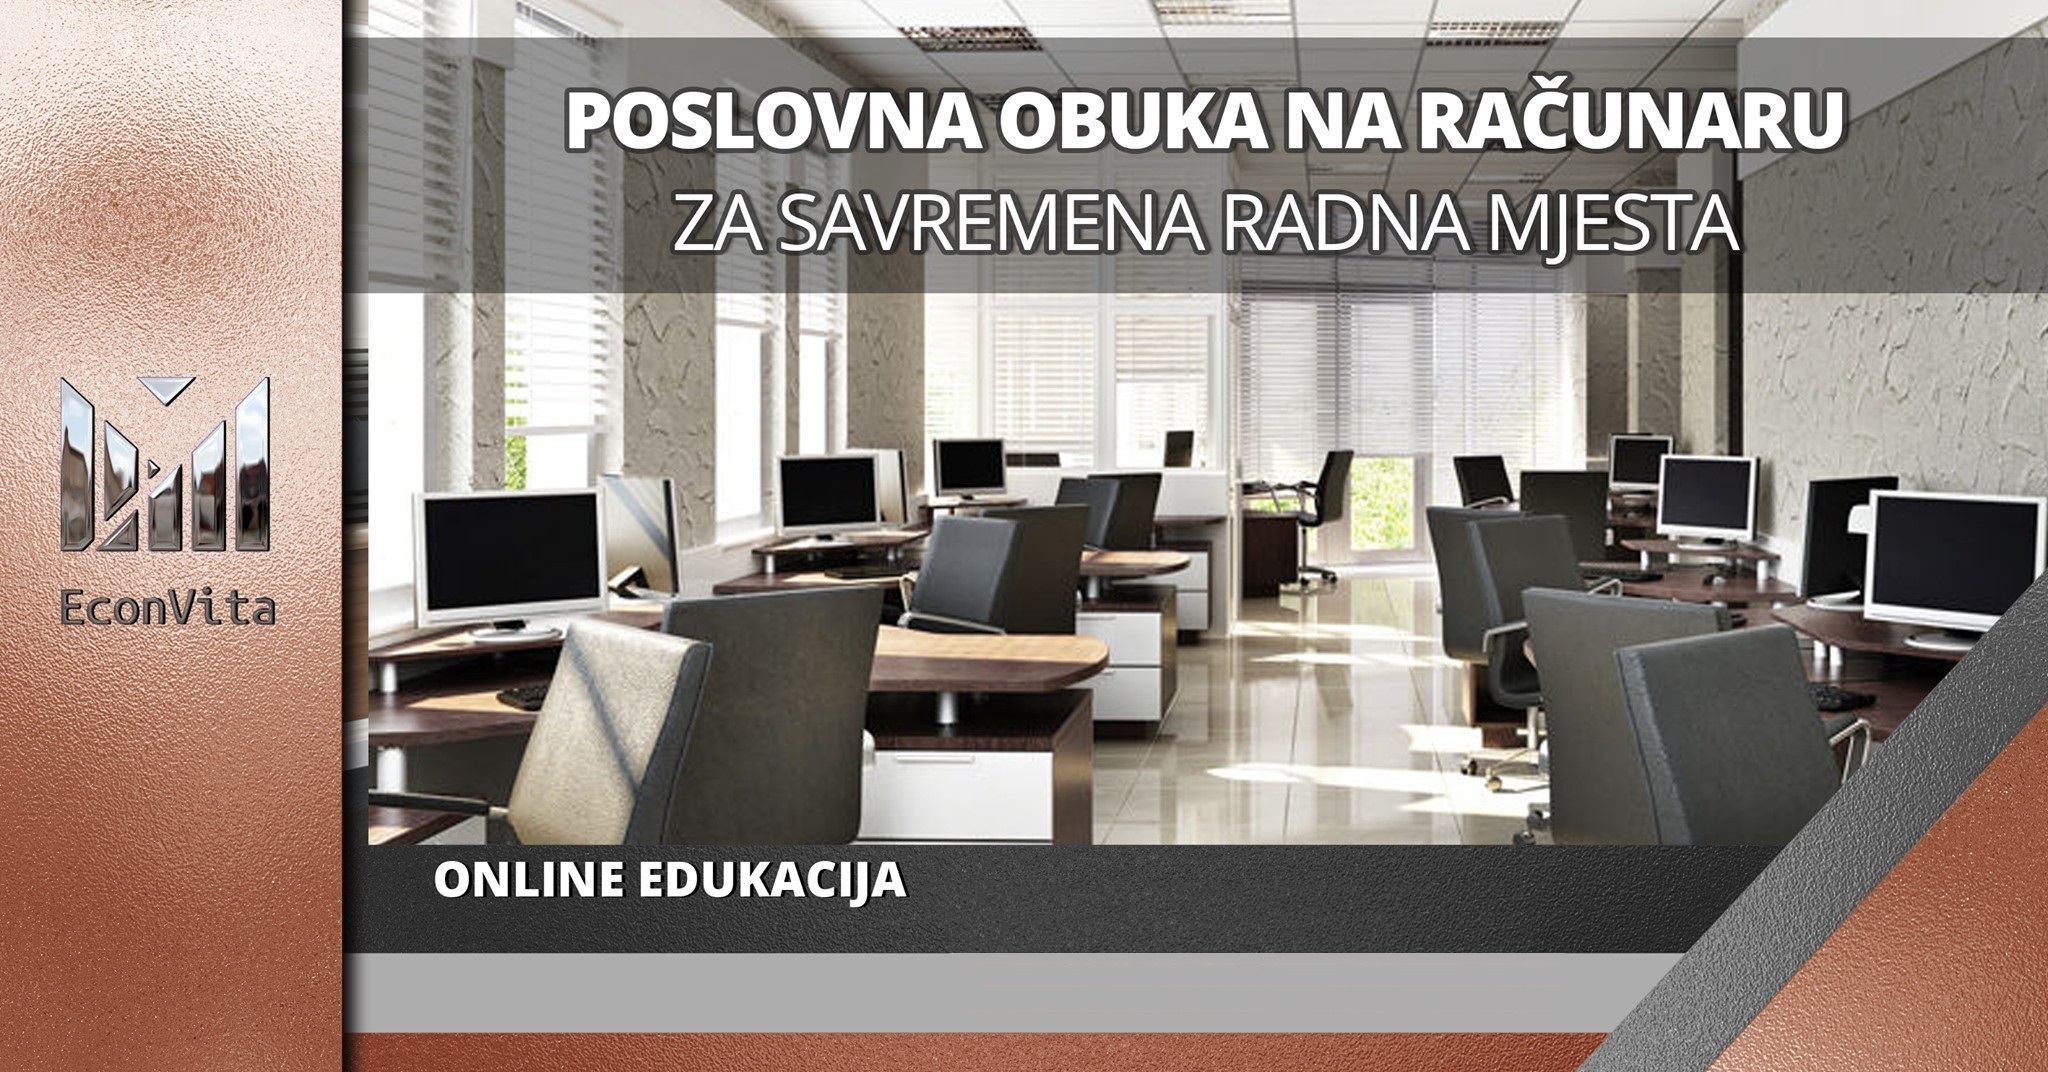 POSLOVNA OBUKA NA RAČUNARU
ZA SAVREMENA RADNA MJESTA
EconVita
ONLINE EDUKACIJA